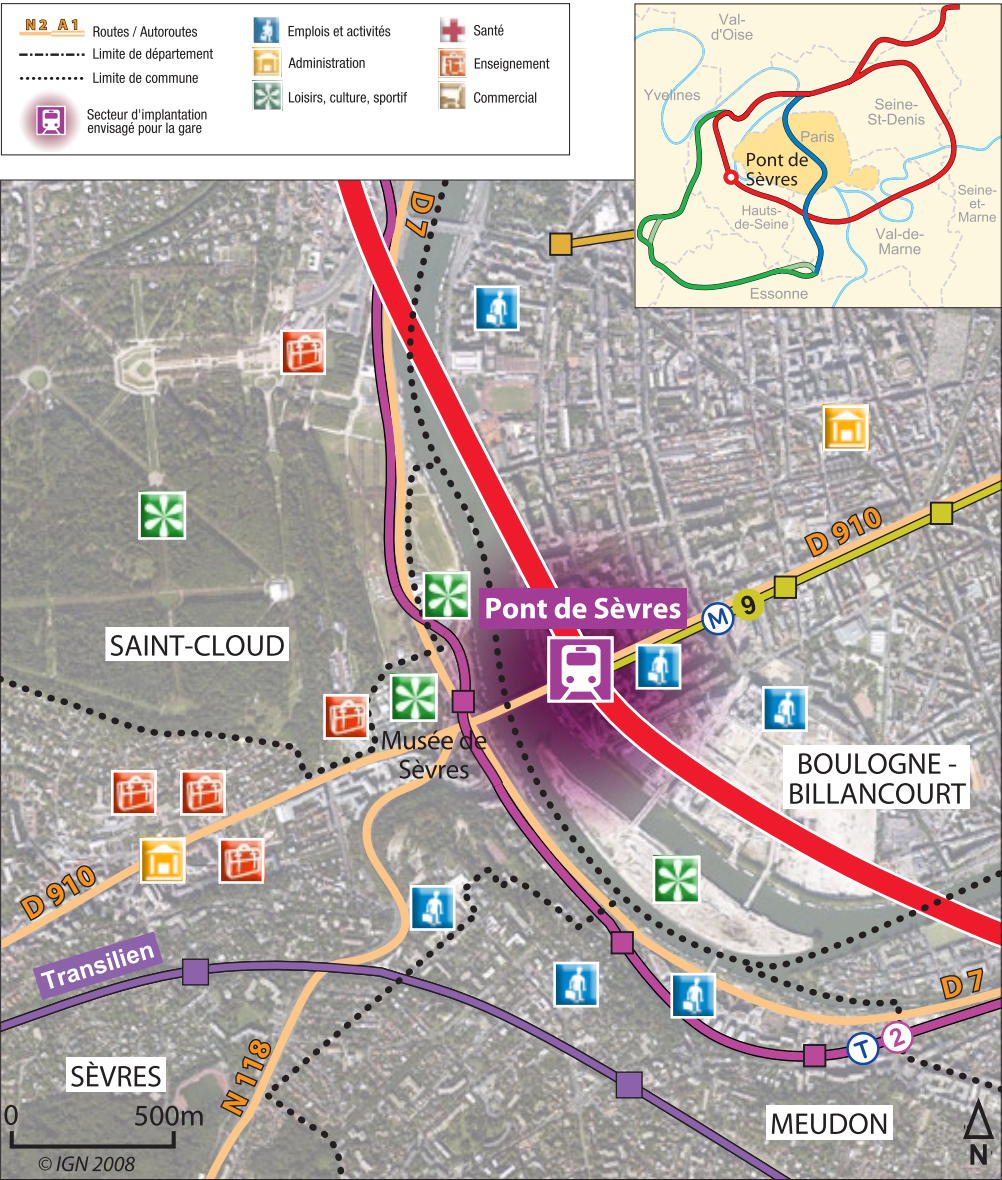 N2 A1
Routes / Autoroutes
Limite de département
Limite de commune
Secteur d'implantation
envisagé pour la gare
Emplois et activités
Administration
Loisirs, culture, sportif
Santé
Enseignement
Commercial
Val-
d'Oise
Yvelines
Seine-
St-Denis
Paris
Pont de
Sèvres
Hauts-
de-Seine
Seine-
et-
Marne
Val-de-
Marne
Essonne
D 7
D 910
M 9
Pont de Sèvres
SAINT-CLOUD
Musée de
Sèvres
BOULOGNE -
BILLANCOURT
D 910
Transilien
D 7
T 2
SÈVRES
N 118
MEUDON
0 500m
© IGN 2008
N